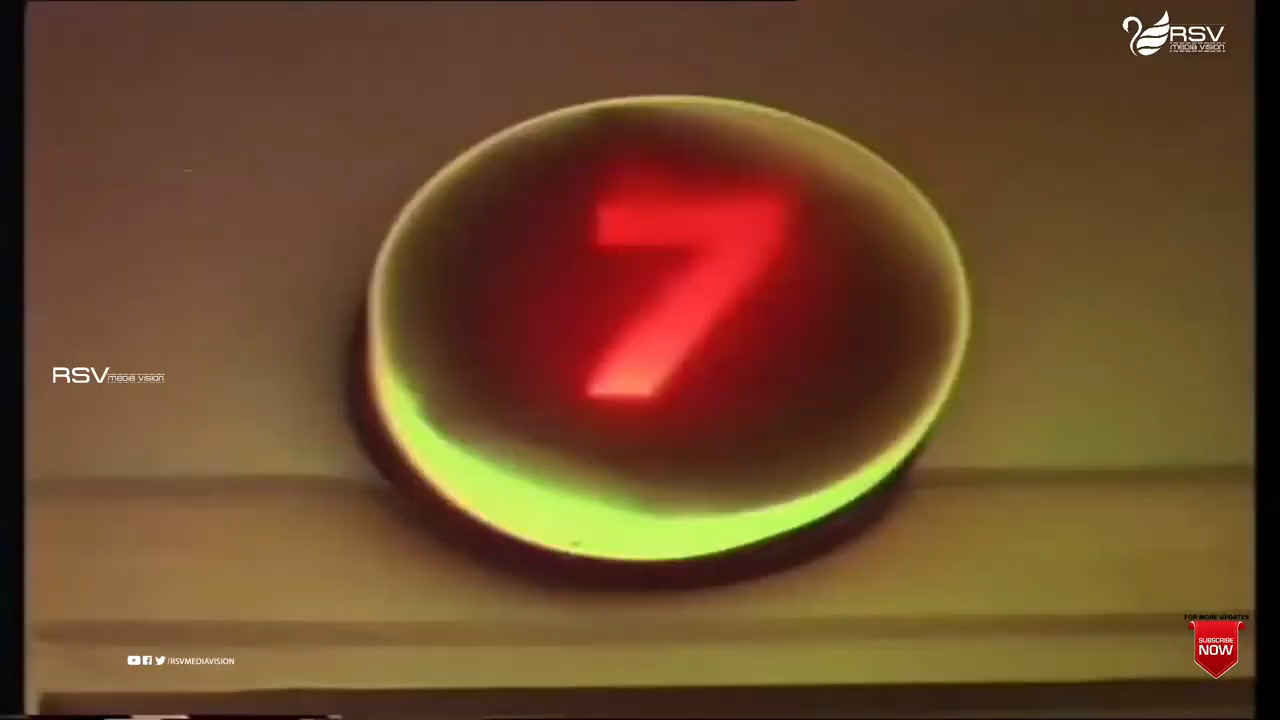 RSV
media vision
7
RSV media vision
FOR MORE UPDATES
SUBSCRIBE
NOW
/RSVMEDIAVISION